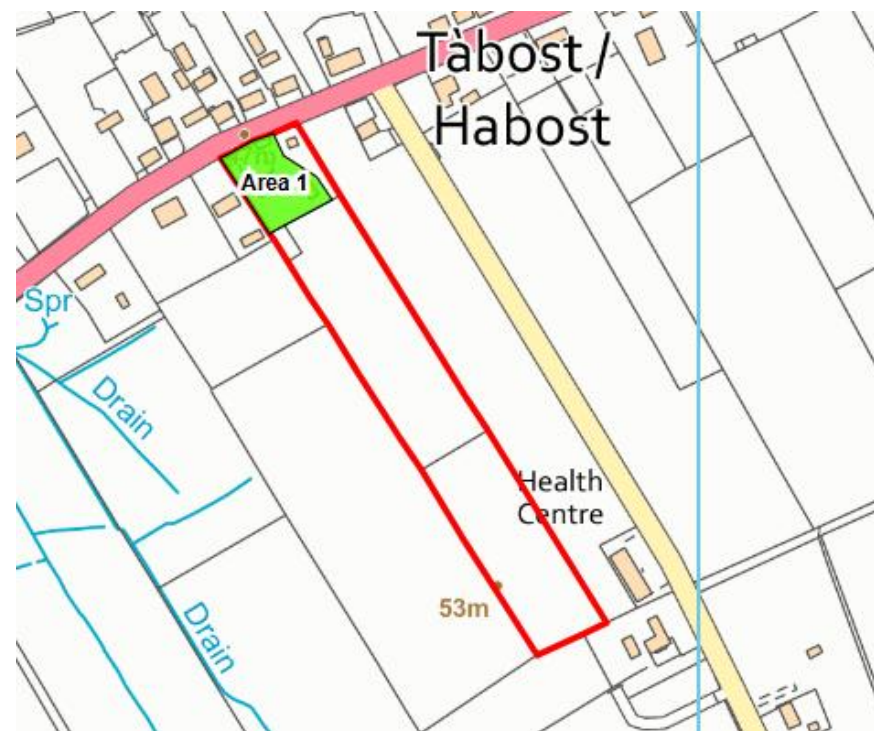 Tàbost /
Habost
Area 1
Spr
Drain
Health
Centre
53m
Drain